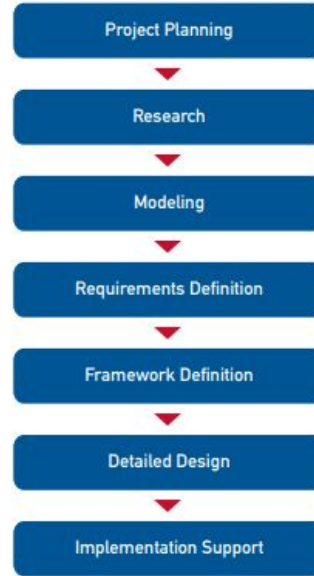 Project Planning
Research
Modeling
Requirements Definition
Framework Definition
Detailed Design
Implementation Support